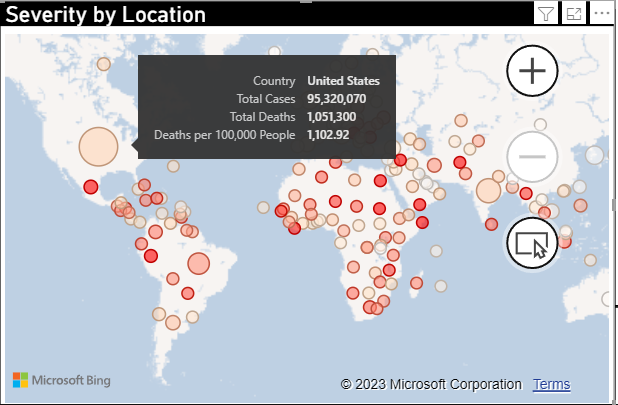 Severity by Location
Country United States
Total Cases 95,320,070
Total Deaths 1,051,300
Deaths per 100,000 People 1,102.92
Microsoft Bing
© 2023 Microsoft Corporation Terms